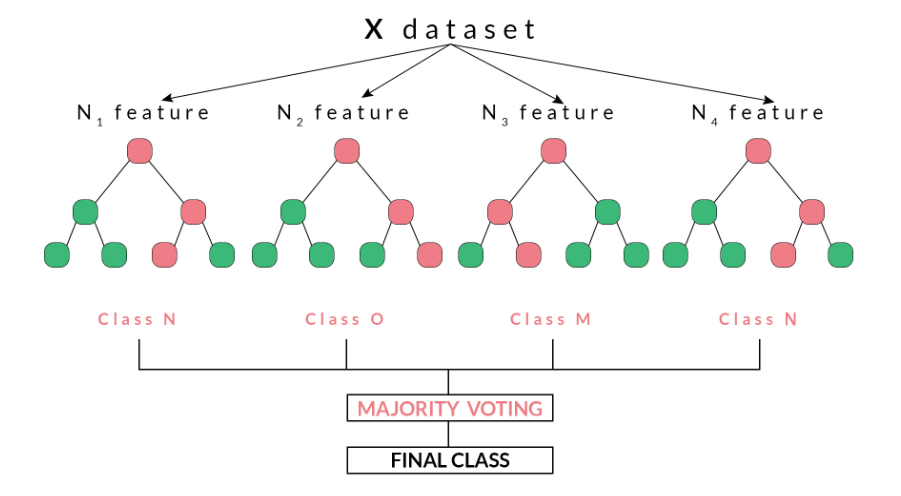 X dataset
N1 feature
N2 feature
N3 feature
N4 feature
Class N
Class O
Class M
Class N
MAJORITY VOTING
FINAL CLASS